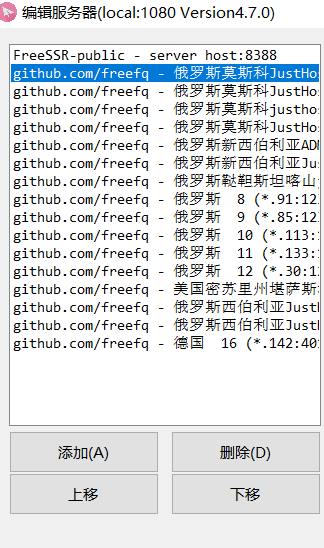 编辑服务器(local:1080 Version4.7.0)
FreeSSR-public - server host:8388
github.com/freefq - 俄罗斯莫斯科JustHos
github.com/freefq - 俄罗斯莫斯科JustHo
github.com/freefq - 俄罗斯莫斯科justhos
github.com/freefq - 俄罗斯莫斯科JustHo
github.com/freefq - 俄罗斯新西伯利亚AD
github.com/freefq - 俄罗斯新西伯利亚Jus
github.com/freefq - 俄罗斯鞑靼斯坦喀山j
github.com/freefq - 俄罗斯 8 (*.91:12
github.com/freefq - 俄罗斯 9 (*.85:12
github.com/freefq - 俄罗斯 10 (*.113:1
github.com/freefq - 俄罗斯 11 (*.133:1
github.com/freefq - 俄罗斯 12 (*.30:12
github.com/freefq - 美国密苏里州堪萨斯
github.com/freefq - 俄罗斯西伯利亚Just
github.com/freefq - 俄罗斯西伯利亚Just
github.com/freefq - 德国 16 (*.142:40
添加(A) 删除(D)
上移 下移